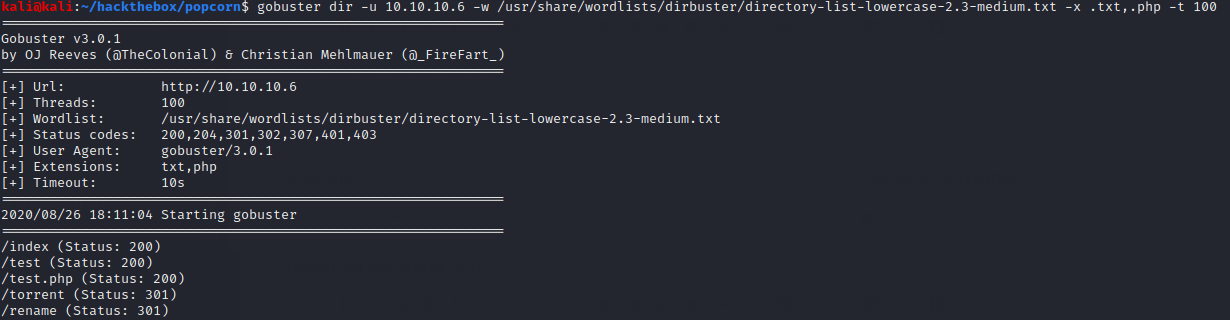 kali@kali:~/hackthebox/popcorn$ gobuster dir -u 10.10.10.6 -w /usr/share/wordlists/dirbuster/directory-list-lowercase-2.3-medium.txt -x .txt,.php -t 100
===============================================================
Gobuster v3.0.1
by OJ Reeves (@TheColonial) & Christian Mehlmauer (@_FireFart_)
===============================================================
[+] Url:            http://10.10.10.6
[+] Threads:        100
[+] Wordlist:       /usr/share/wordlists/dirbuster/directory-list-lowercase-2.3-medium.txt
[+] Status codes:   200,204,301,302,307,401,403
[+] User Agent:     gobuster/3.0.1
[+] Extensions:     txt,php
[+] Timeout:        10s
===============================================================
2020/08/26 18:11:04 Starting gobuster
===============================================================
/index (Status: 200)
/test (Status: 200)
/test.php (Status: 200)
/torrent (Status: 301)
/rename (Status: 301)